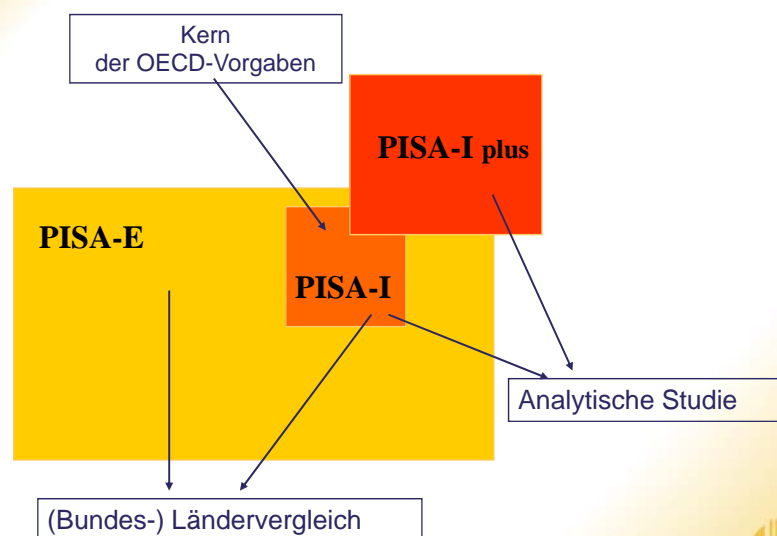 Kern
der OECD-Vorgaben
PISA-I plus
PISA-E
PISA-I
Analytische Studie
(Bundes-) Ländervergleich